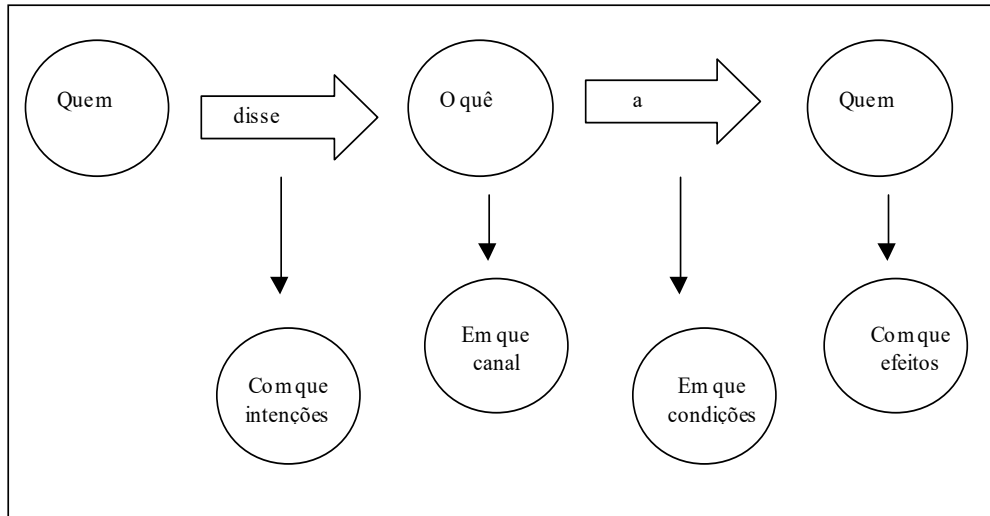 Quem
disse
O quê
a
Quem
Com que
intenções
Em que
canal
Em que
condições
Com que
efeitos